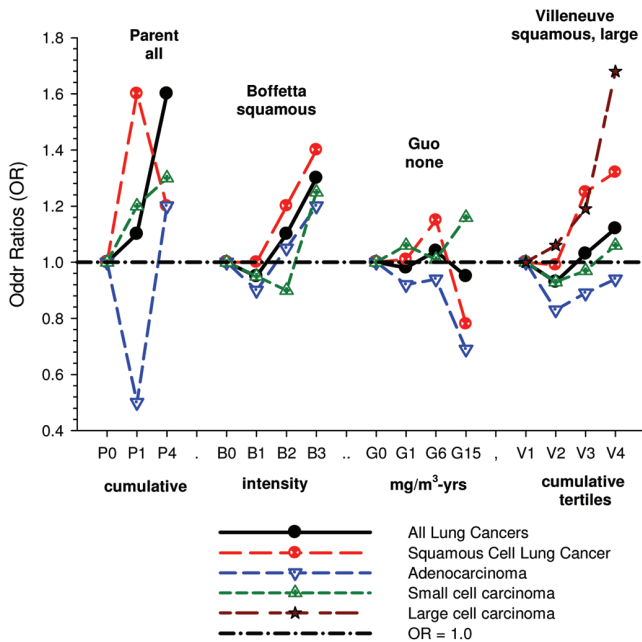 Villeneuve
squamous, large
Parent
all
Boffetta
squamous
Guo
none
Oddr Ratios (OR)
1.8
1.6
1.4
1.2
1.0
0.8
0.6
0.4
P0 P1 P4 . B0 B1 B2 B3 .. G0 G1 G6 G15 , V1 V2 V3 V4
cumulative intensity mg/m³-yrs cumulative
tertiles
All Lung Cancers
Squamous Cell Lung Cancer
Adenocarcinoma
Small cell carcinoma
Large cell carcinoma
OR = 1.0